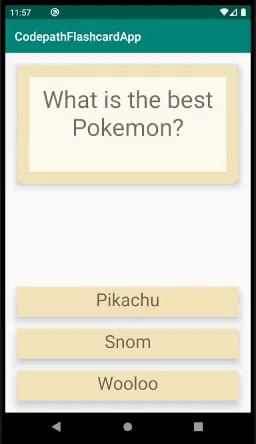 11:57
CodepathFlashcardApp
What is the best
Pokemon?
Pikachu
Snom
Wooloo